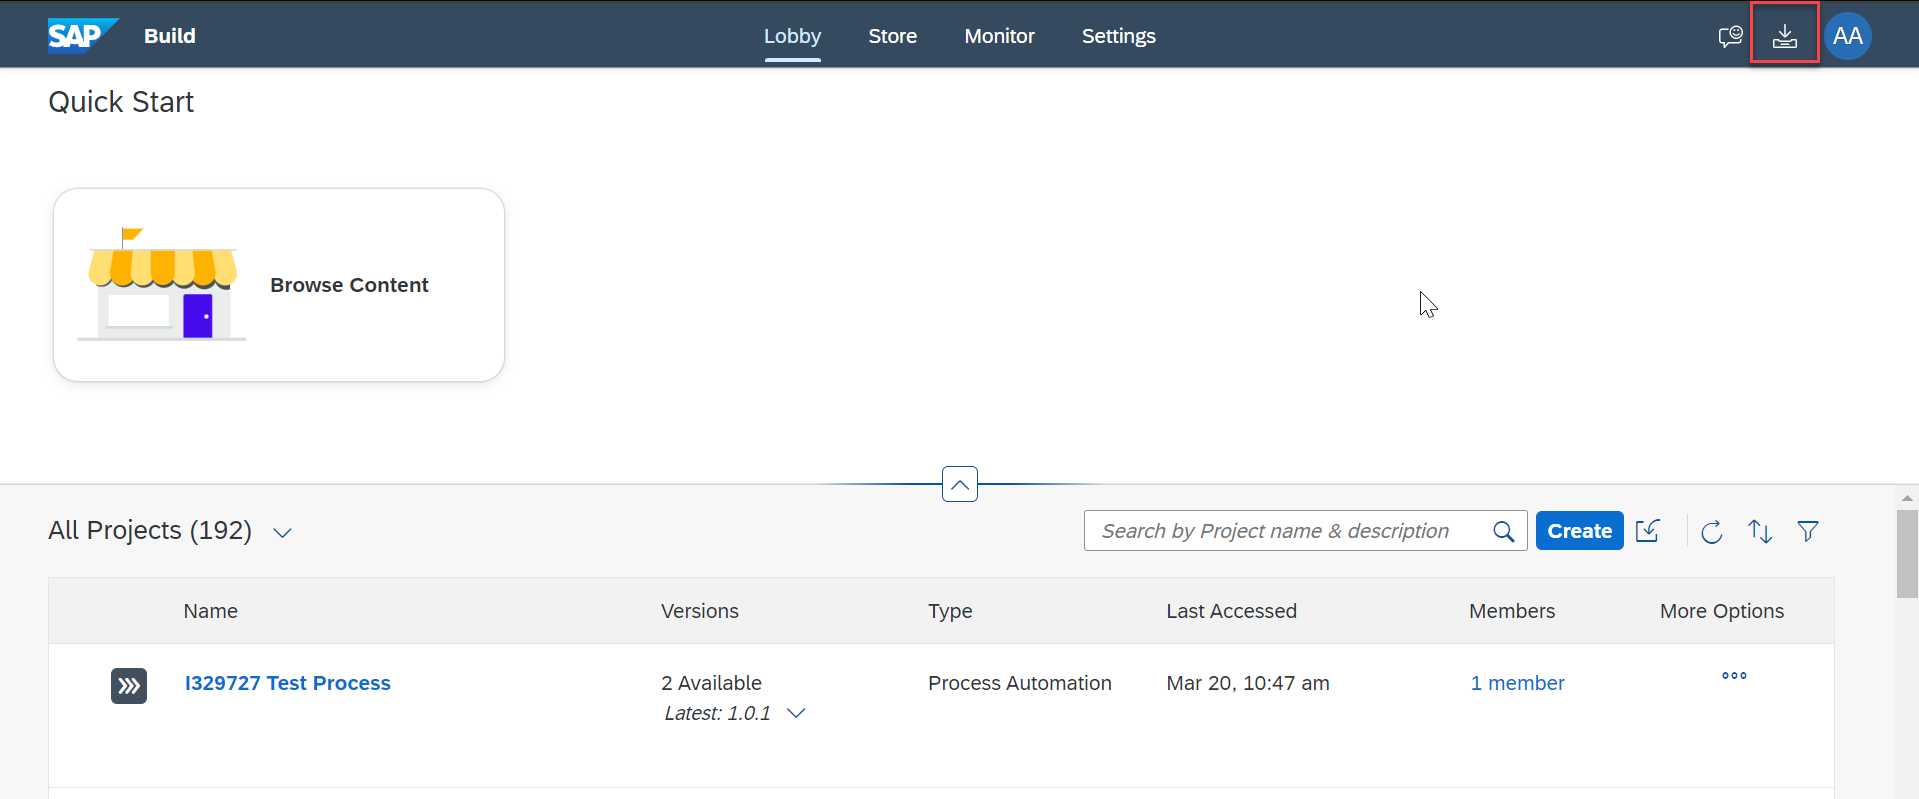 SAP Build Lobby Store Monitor Settings AA
Quick Start
Browse Content
All Projects (192) Search by Project name & description Create
Name Versions Type Last Accessed Members More Options
I329727 Test Process 2 Available Process Automation Mar 20, 10:47 am 1 member
Latest: 1.0.1